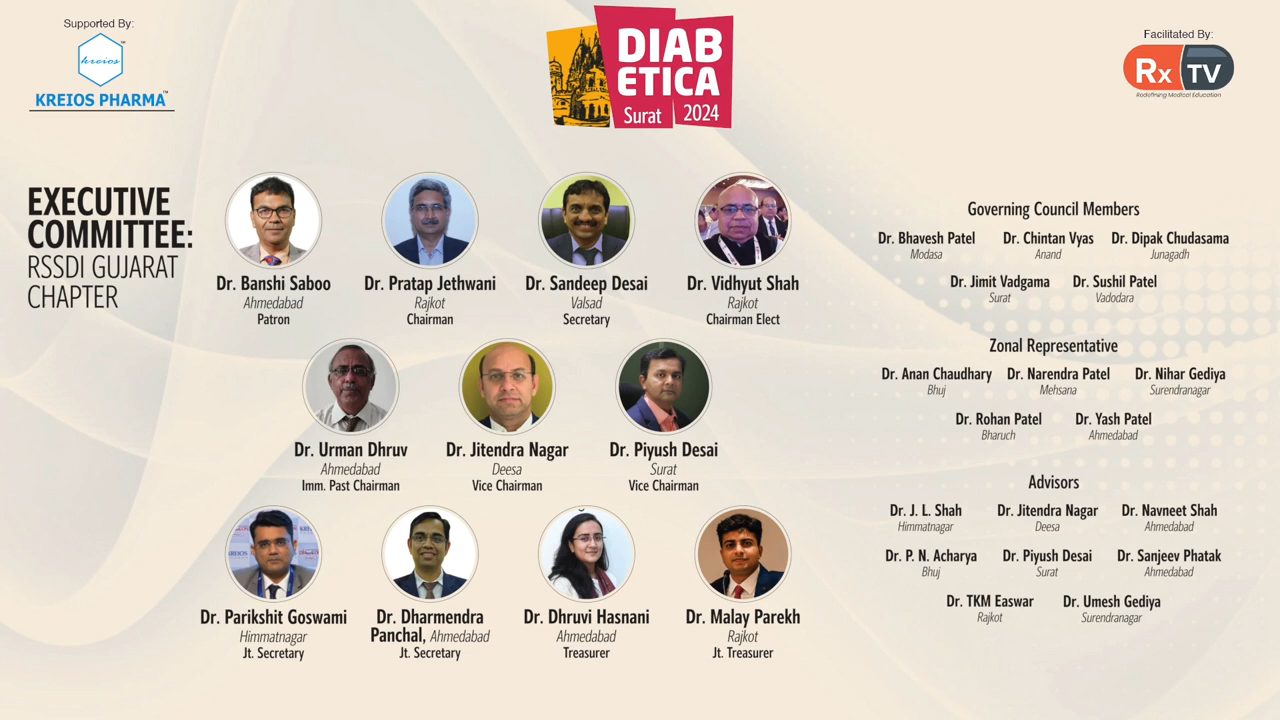 Supported By:
kreios
KREIOS PHARMA™
DIAB
ETICA
Surat 2024
Facilitated By:
Rx TV
Redefining Medical Education
EXECUTIVE
COMMITTEE:
RSSDI GUJARAT
CHAPTER
Dr. Banshi Saboo
Ahmedabad
Patron
Dr. Pratap Jethwani
Rajkot
Chairman
Dr. Sandeep Desai
Valsad
Secretary
Dr. Vidhyut Shah
Rajkot
Chairman Elect
Dr. Urman Dhruv
Ahmedabad
Imm. Past Chairman
Dr. Jitendra Nagar
Deesa
Vice Chairman
Dr. Piyush Desai
Surat
Vice Chairman
KREIOS
Dr. Parikshit Goswami
Himmatnagar
Jt. Secretary
Dr. Dharmendra
Panchal, Ahmedabad
Jt. Secretary
Dr. Dhruvi Hasnani
Ahmedabad
Treasurer
Dr. Malay Parekh
Rajkot
Jt. Treasurer
Governing Council Members
Dr. Bhavesh Patel
Modasa
Dr. Chintan Vyas
Anand
Dr. Dipak Chudasama
Junagadh
Dr. Jimit Vadgama
Surat
Dr. Sushil Patel
Vadodara
Zonal Representative
Dr. Anan Chaudhary
Bhuj
Dr. Narendra Patel
Mehsana
Dr. Nihar Gediya
Surendranagar
Dr. Rohan Patel
Bharuch
Dr. Yash Patel
Ahmedabad
Advisors
Dr. J. L. Shah
Himmatnagar
Dr. Jitendra Nagar
Deesa
Dr. Navneet Shah
Ahmedabad
Dr. P. N. Acharya
Bhuj
Dr. Piyush Desai
Surat
Dr. Sanjeev Phatak
Ahmedabad
Dr. TKM Easwar
Rajkot
Dr. Umesh Gediya
Surendranagar